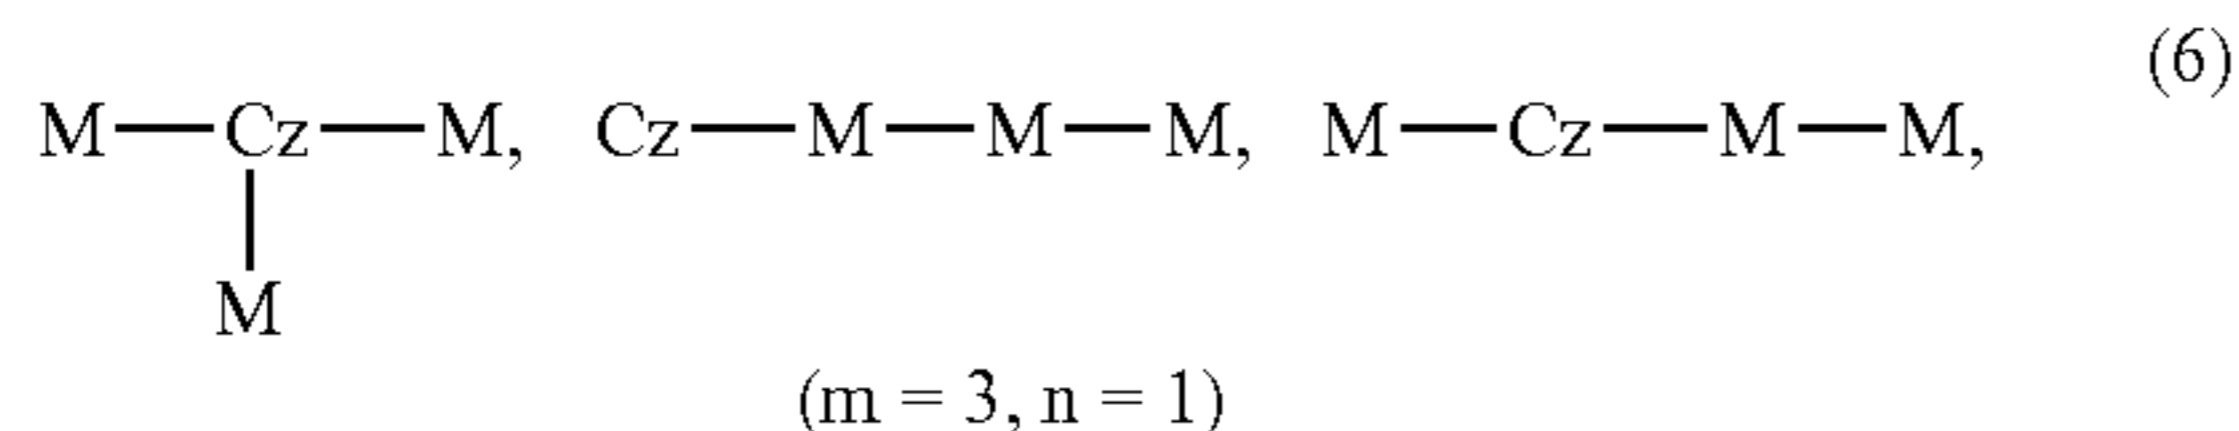 (6)
M—Cz—M, Cz—M—M—M, M—Cz—M—M,
M
(m = 3, n = 1)